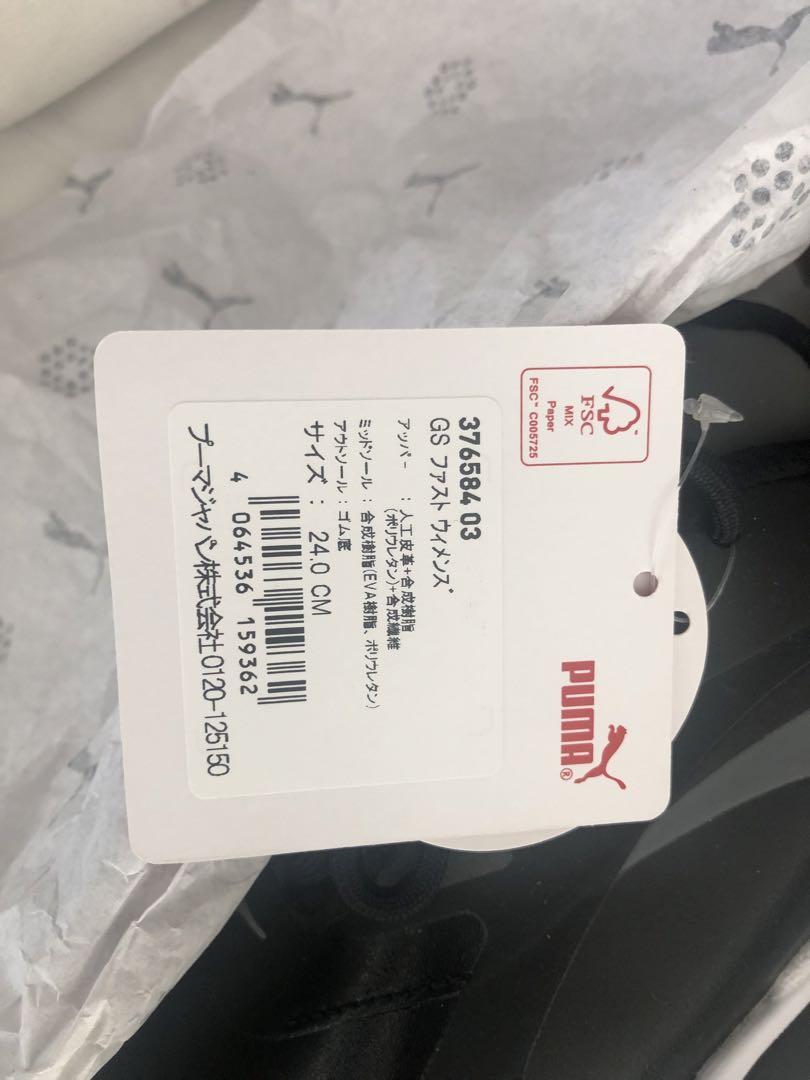 FSC
MIX
Paper
FSC™ C005725
376584 03
GS ファスト ウィメンズ
アッパー : 人工皮革+合成樹脂
(ポリウレタン)+合成繊維
ミッドソール : 合成樹脂(EVA樹脂、ポリウレタン)
アウトソール : ゴム底
サイズ : 24.0 CM
4 064536 159362
プーマジャパン株式会社0120-125150
PUMA®